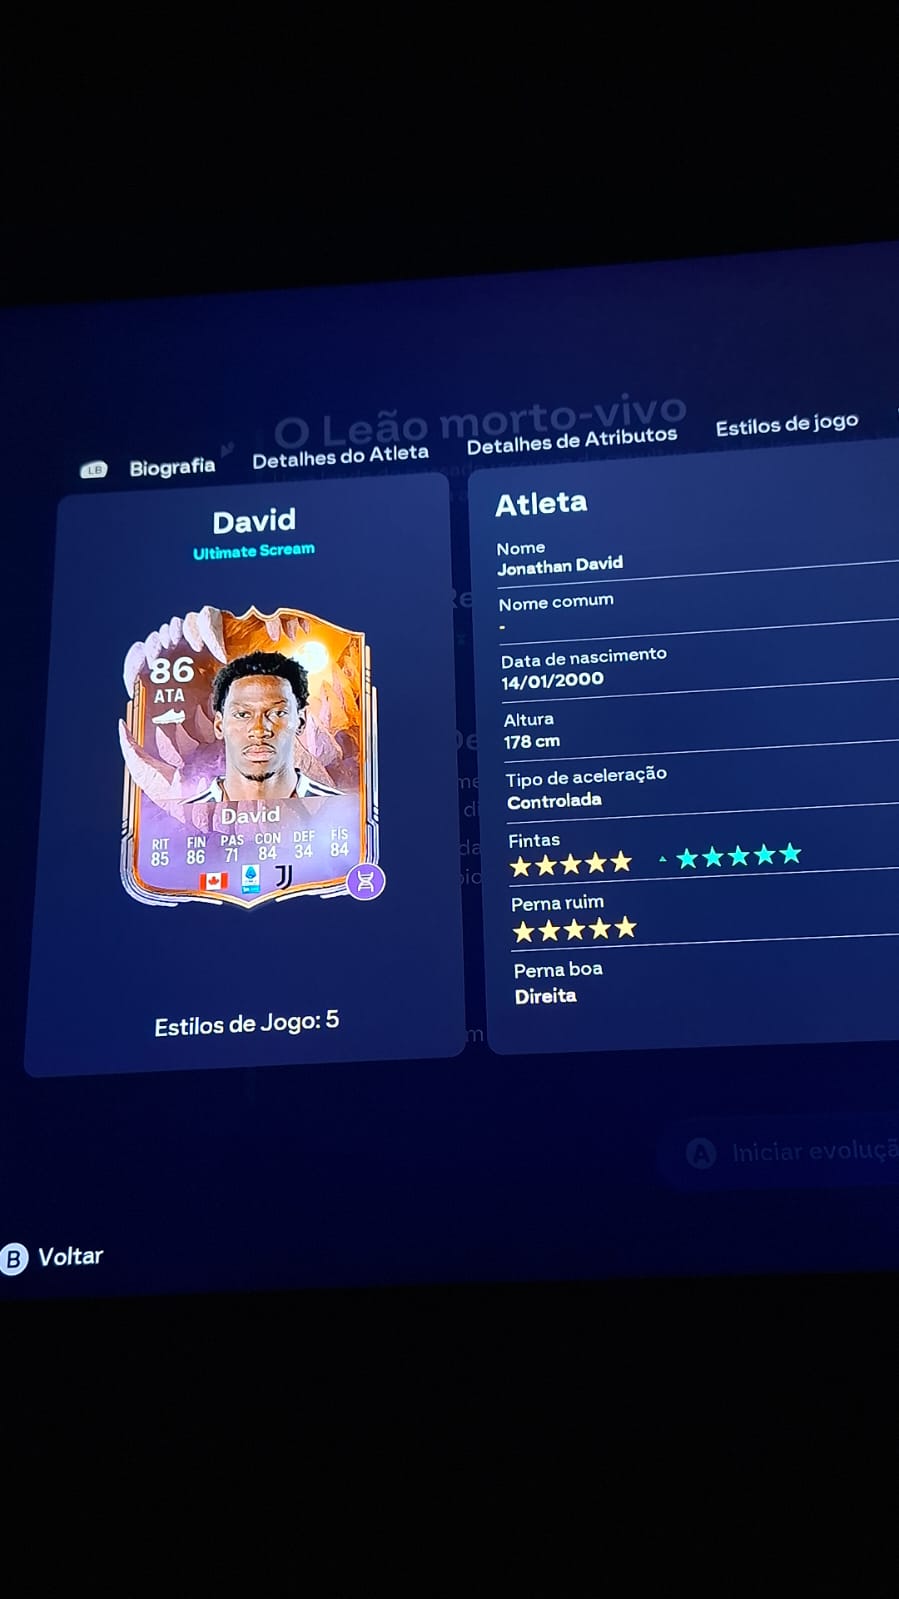 O Leão morto-vivo
LB Biografia Detalhes do Atleta Detalhes de Atributos Estilos de jogo
David
Ultimate Scream
86
ATA
David
RIT FIN PAS CON DEF FÍS
85 86 71 84 34 84
Estilos de Jogo: 5
Atleta
Nome
Jonathan David
Nome comum
-
Data de nascimento
14/01/2000
Altura
178 cm
Tipo de aceleração
Controlada
Fintas
Perna ruim
Perna boa
Direita
A Iniciar evoluçã
B Voltar